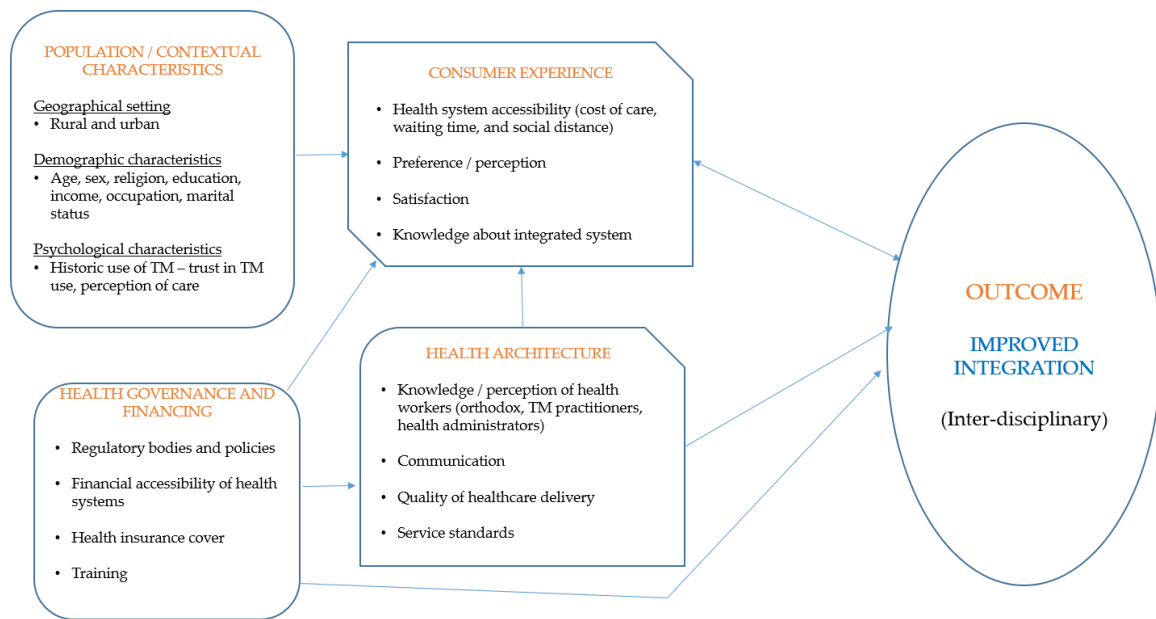 POPULATION / CONTEXTUAL
CHARACTERISTICS
Geographical setting
• Rural and urban
Demographic characteristics
• Age, sex, religion, education,
income, occupation, marital
status
Psychological characteristics
• Historic use of TM – trust in TM
use, perception of care
CONSUMER EXPERIENCE
• Health system accessibility (cost of care,
waiting time, and social distance)
• Preference / perception
• Satisfaction
• Knowledge about integrated system
HEALTH GOVERNANCE AND
FINANCING
• Regulatory bodies and policies
• Financial accessibility of health
systems
• Health insurance cover
• Training
HEALTH ARCHITECTURE
• Knowledge / perception of health
workers (orthodox, TM practitioners,
health administrators)
• Communication
• Quality of healthcare delivery
• Service standards
OUTCOME
IMPROVED
INTEGRATION
(Inter-disciplinary)